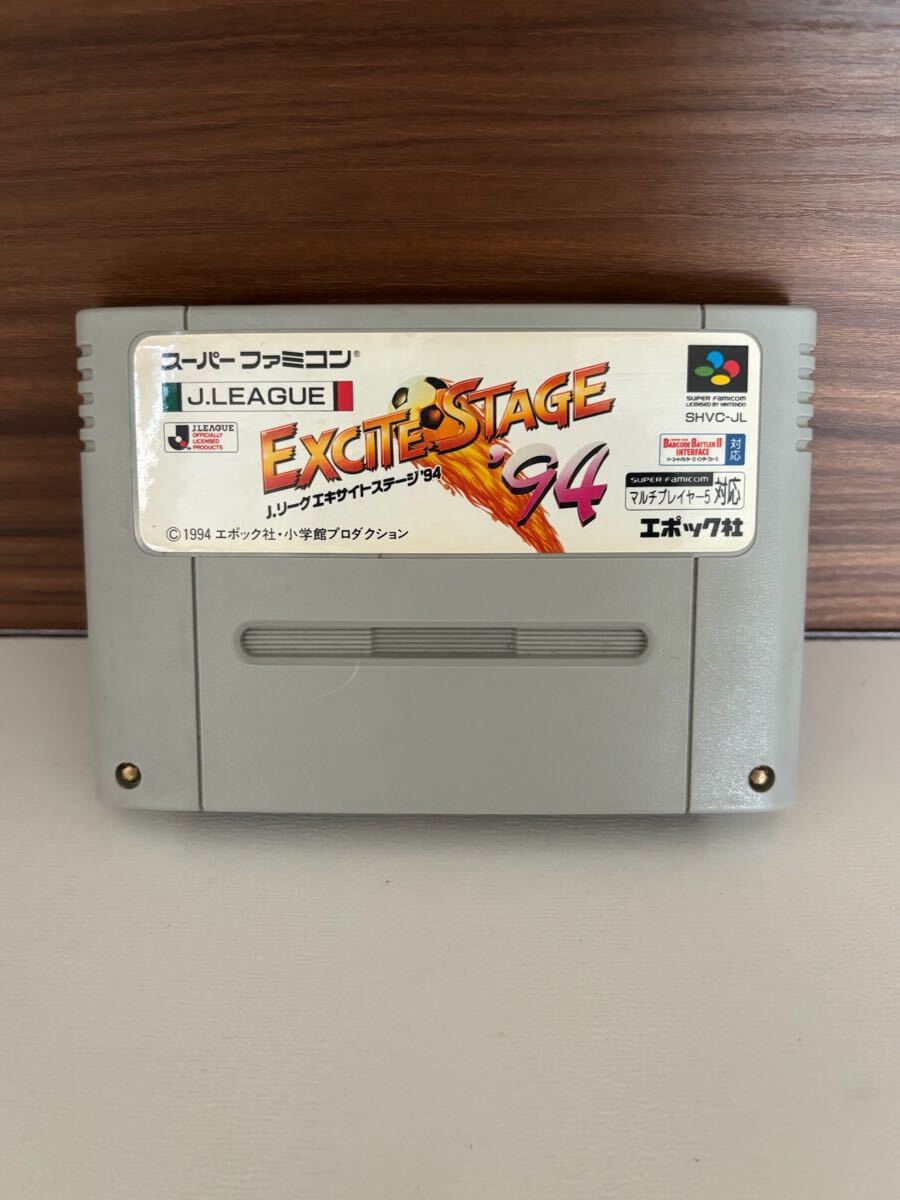 スーパーファミコン®
J.LEAGUE
J.LEAGUE
OFFICIALLY
LICENSED
PRODUCTS
EXCITE STAGE
'94
J.リーグエキサイトステージ'94
©1994 エポック社・小学館プロダクション
SUPER FAMICOM
LICENSED BY NINTENDO
SHVC-JL
BARCODE BATTLER II
INTERFACE
対応
SUPER FAMICOM
マルチプレイヤー5 対応
エポック社